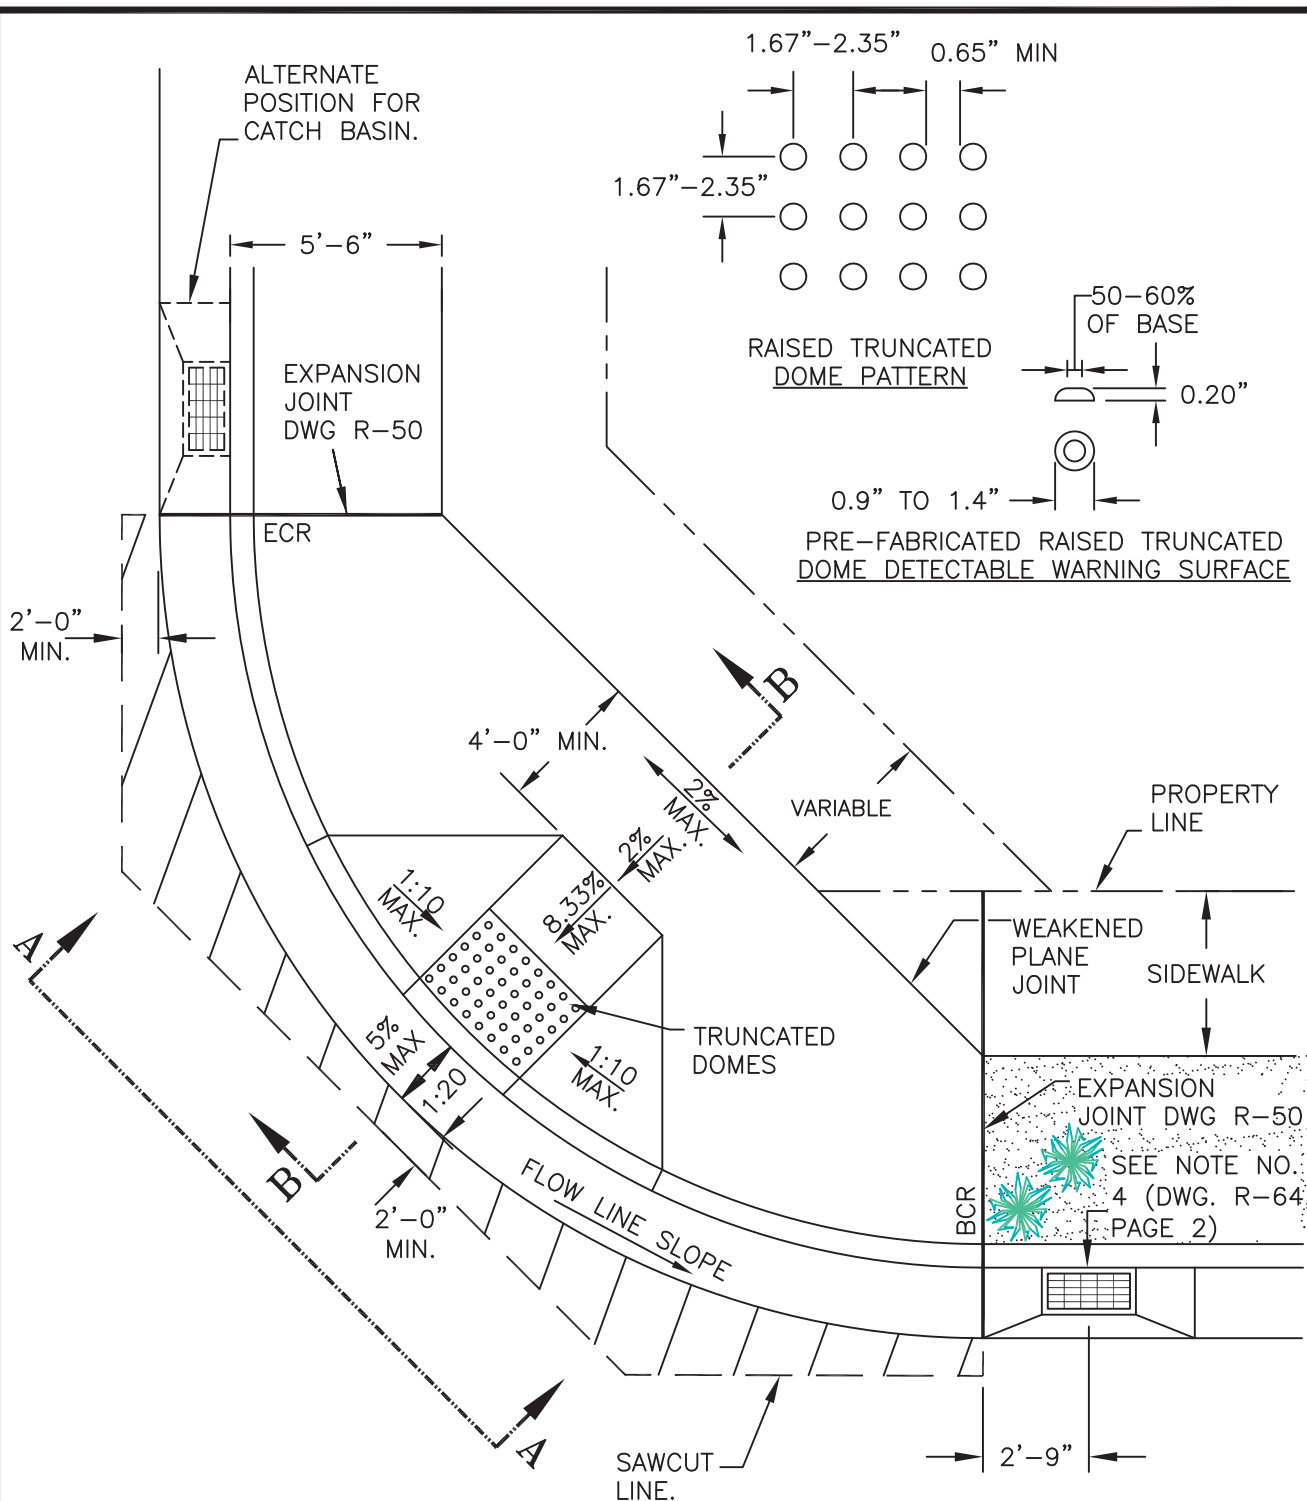 1.67"-2.35"
0.65" MIN
ALTERNATE
POSITION FOR
CATCH BASIN.
1.67"-2.35"
5'-6"
50-60%
OF BASE
RAISED TRUNCATED
DOME PATTERN
EXPANSION
JOINT
DWG R-50
0.20"
0.9" TO 1.4"
ECR
PRE-FABRICATED RAISED TRUNCATED
DOME DETECTABLE WARNING SURFACE
2'-0"
MIN.
B
4'-0" MIN.
2%
MAX.
VARIABLE
PROPERTY
LINE
2%
MAX.
1:10
MAX.
8.33%
MAX.
WEAKENED
PLANE
JOINT
SIDEWALK
A
TRUNCATED
DOMES
5%
MAX
1:20
1:10
MAX.
EXPANSION
JOINT DWG R-50
B
SEE NOTE NO.
4 (DWG. R-64
PAGE 2)
BCR
2'-0"
MIN.
FLOW LINE SLOPE
A
SAWCUT
LINE.
2'-9"